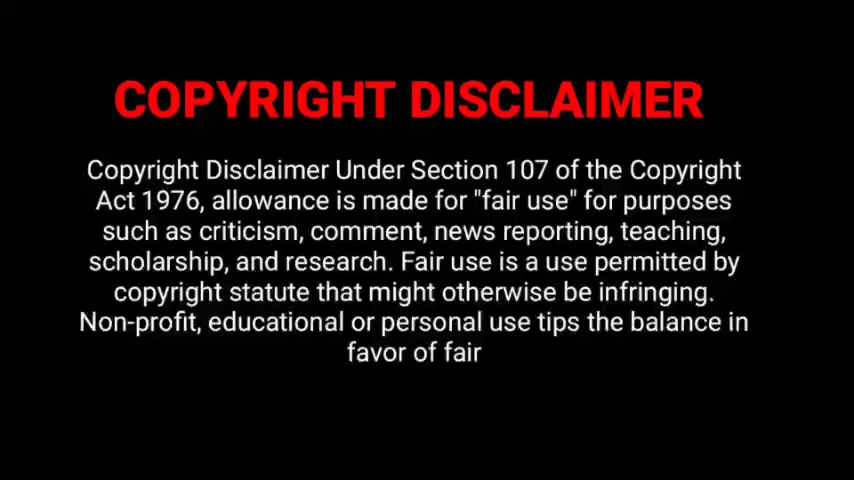 COPYRIGHT DISCLAIMER
Copyright Disclaimer Under Section 107 of the Copyright
Act 1976, allowance is made for "fair use" for purposes
such as criticism, comment, news reporting, teaching,
scholarship, and research. Fair use is a use permitted by
copyright statute that might otherwise be infringing.
Non-profit, educational or personal use tips the balance in
favor of fair